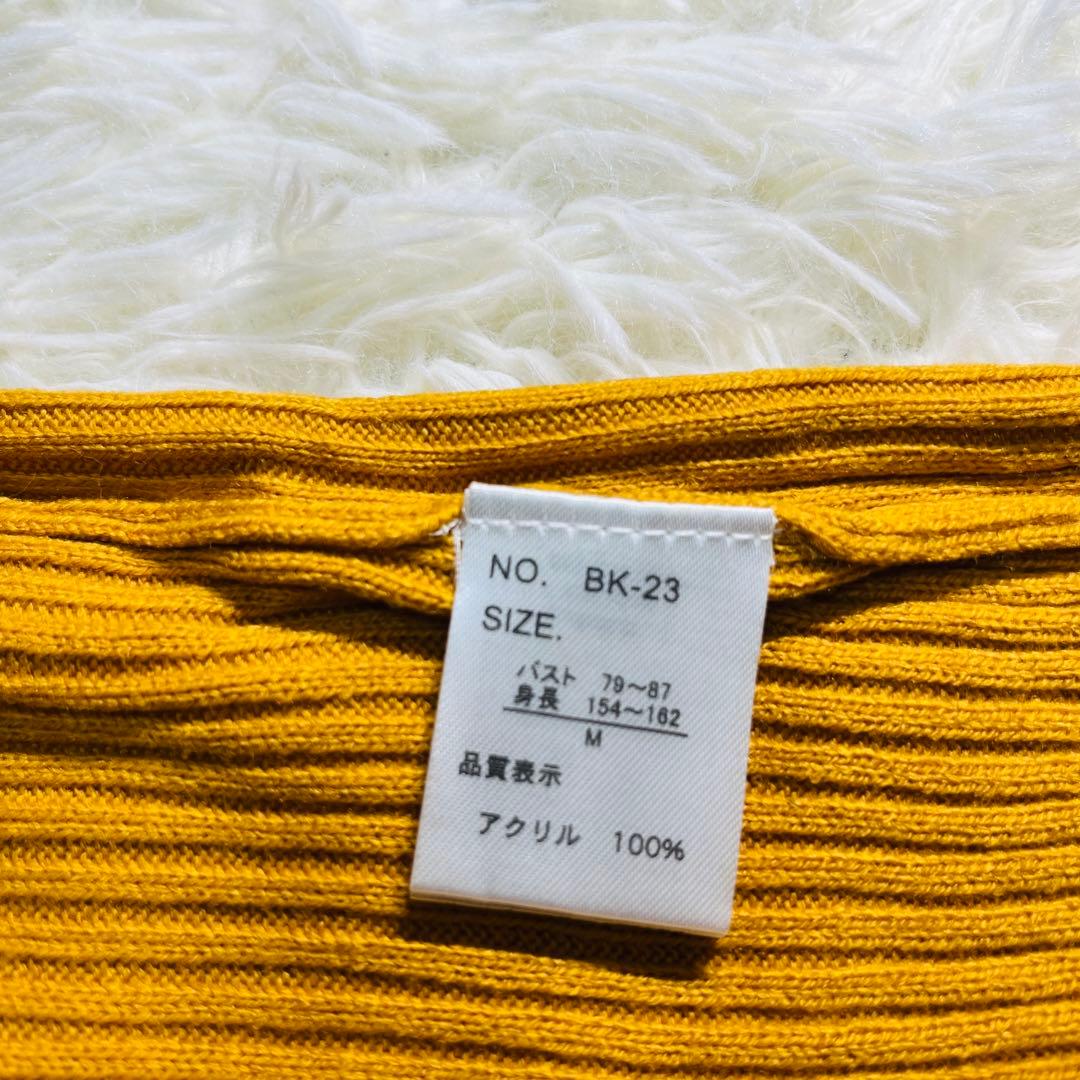 NO. BK-23
SIZE.
バスト 79～87
身長 154～162
M
品質表示
アクリル 100%